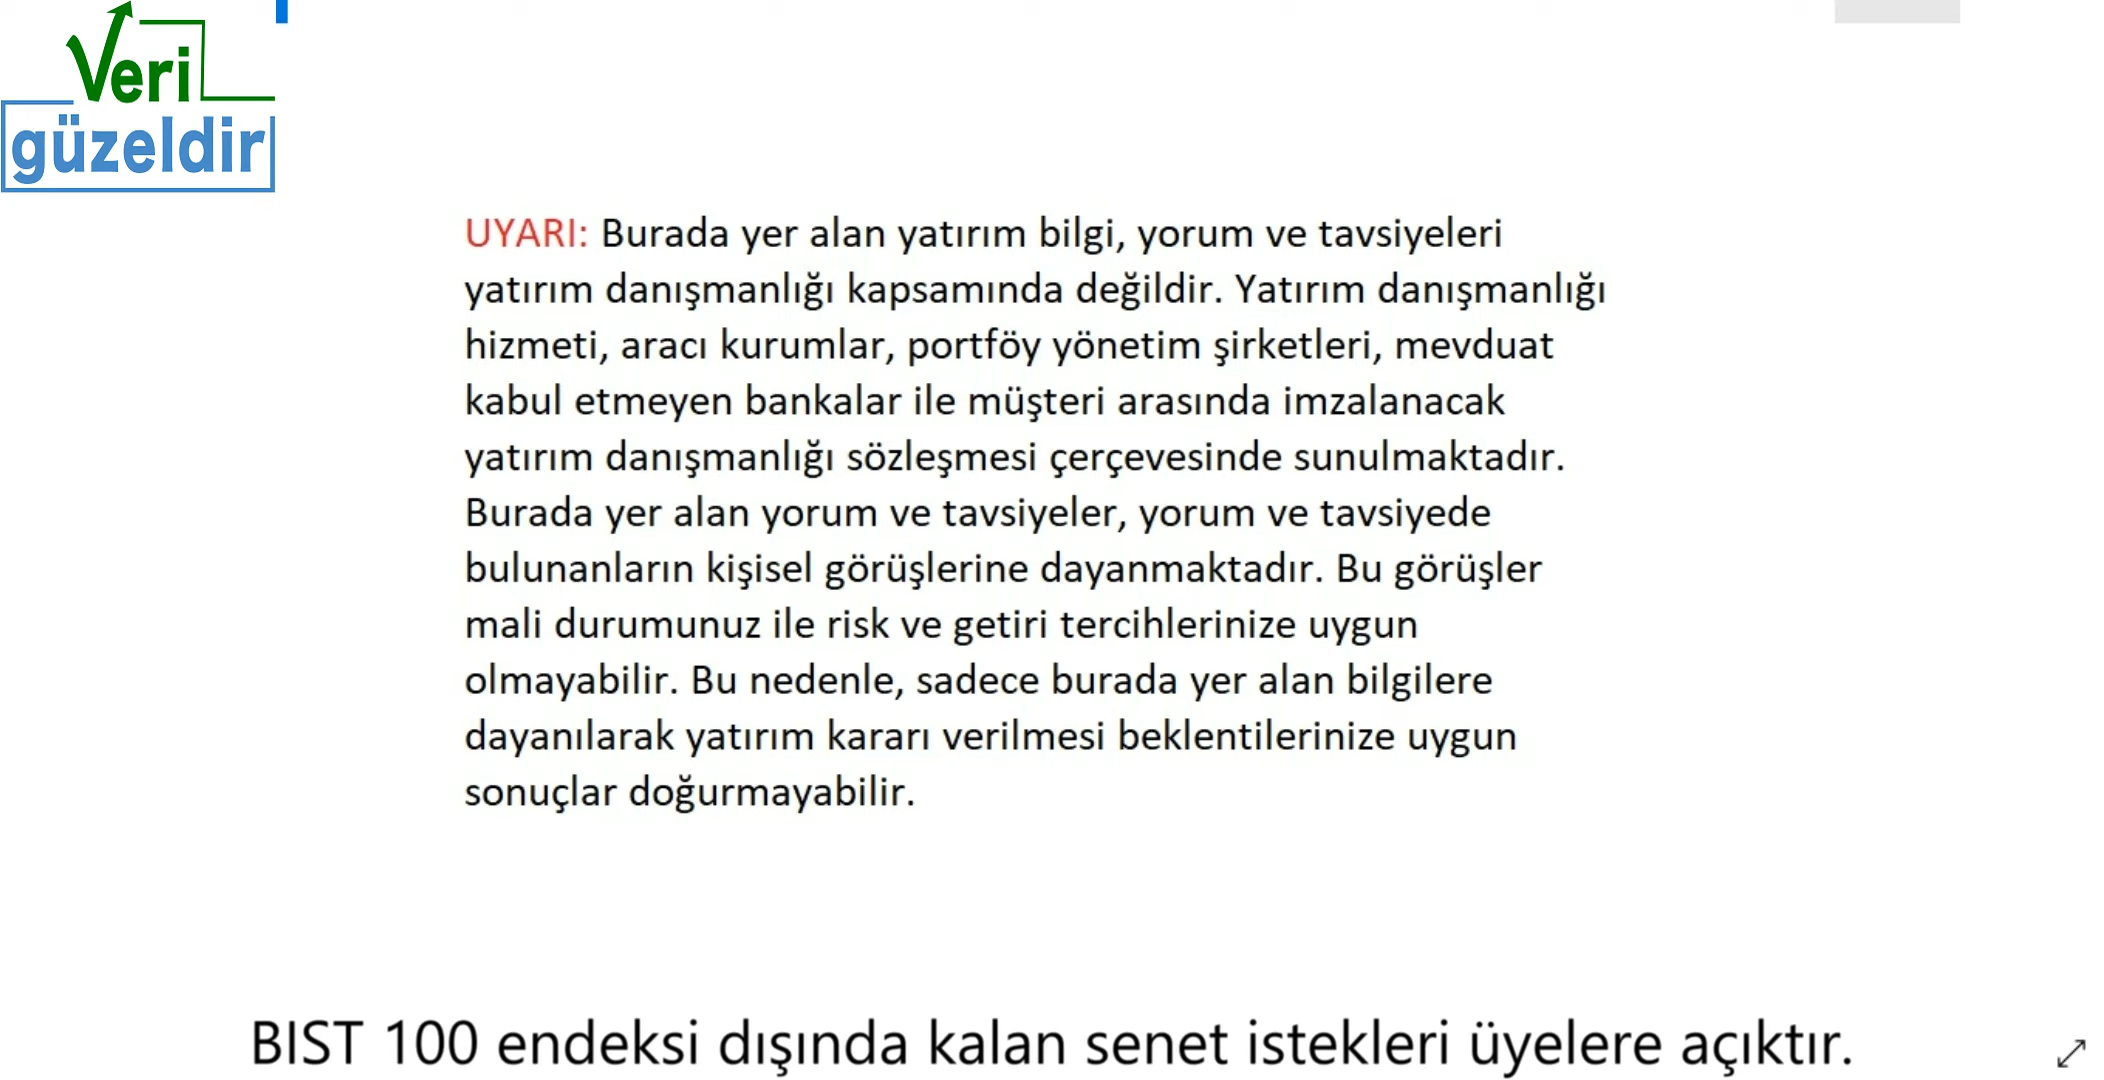 Veri
güzeldir
UYARI: Burada yer alan yatırım bilgi, yorum ve tavsiyeleri
yatırım danışmanlığı kapsamında değildir. Yatırım danışmanlığı
hizmeti, aracı kurumlar, portföy yönetim şirketleri, mevduat
kabul etmeyen bankalar ile müşteri arasında imzalanacak
yatırım danışmanlığı sözleşmesi çerçevesinde sunulmaktadır.
Burada yer alan yorum ve tavsiyeler, yorum ve tavsiyede
bulunanların kişisel görüşlerine dayanmaktadır. Bu görüşler
mali durumunuz ile risk ve getiri tercihlerinize uygun
olmayabilir. Bu nedenle, sadece burada yer alan bilgilere
dayanılarak yatırım kararı verilmesi beklentilerinize uygun
sonuçlar doğurmayabilir.
BIST 100 endeksi dışında kalan senet istekleri üyelere açıktır.